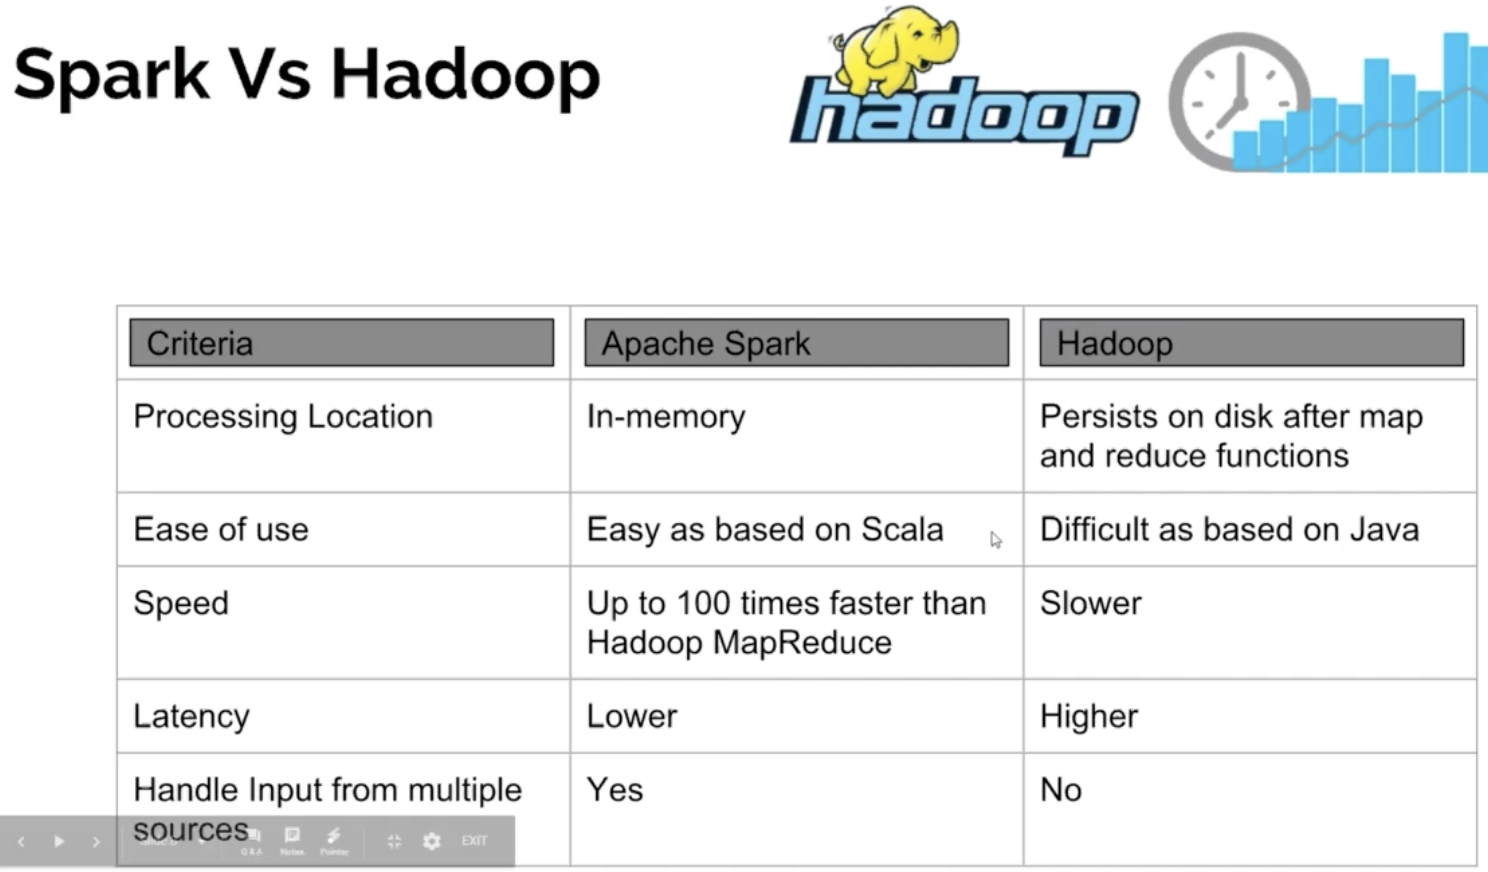 Spark Vs Hadoop
hadoop
Criteria
Apache Spark
Hadoop
Processing Location
In-memory
Persists on disk after map
and reduce functions
Ease of use
Easy as based on Scala
Difficult as based on Java
Speed
Up to 100 times faster than
Hadoop MapReduce
Slower
Latency
Lower
Higher
Handle Input from multiple
sources
Yes
No
Q&A
Notes
Pointer
EXIT